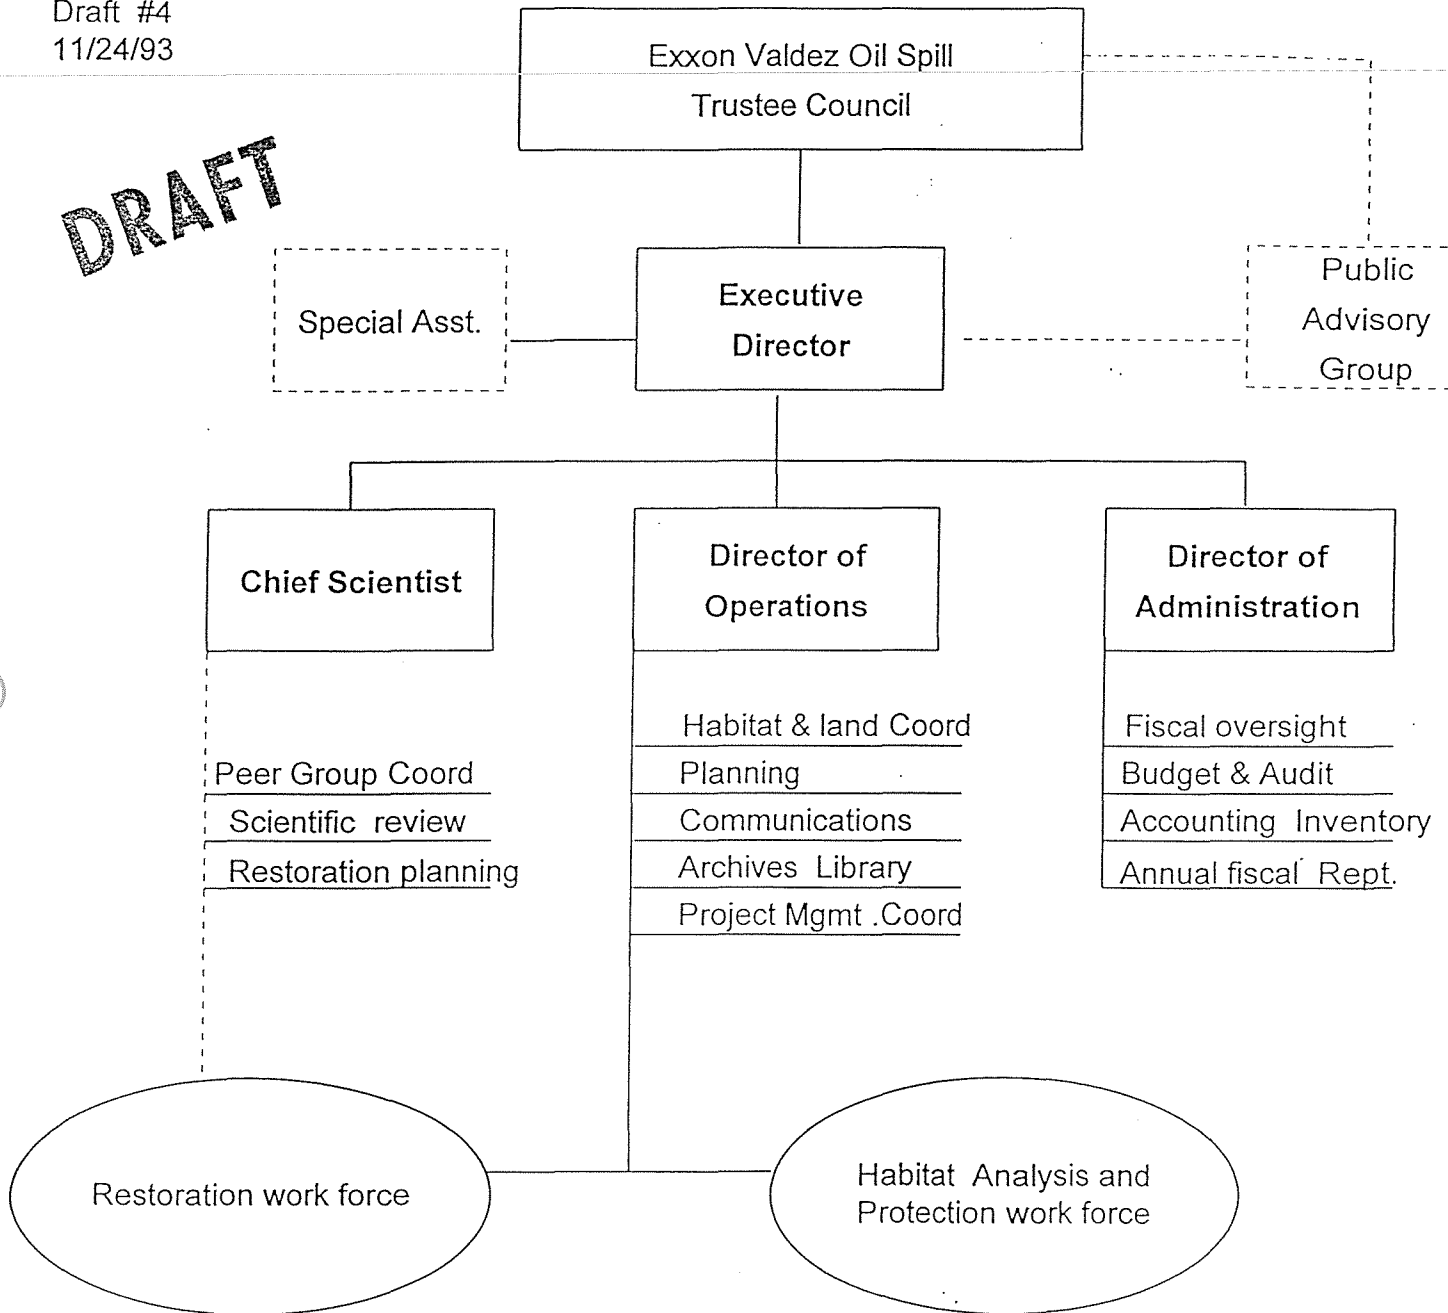 Draft #4
11/24/93
DRAFT
Exxon Valdez Oil Spill
Trustee Council
Special Asst.
Executive
Director
Public
Advisory
Group
Chief Scientist
Director of
Operations
Director of
Administration
Peer Group Coord
Scientific review
Restoration planning
Habitat & land Coord
Planning
Communications
Archives Library
Project Mgmt .Coord
Fiscal oversight
Budget & Audit
Accounting Inventory
Annual fiscal Rept.
Restoration work force
Habitat Analysis and
Protection work force